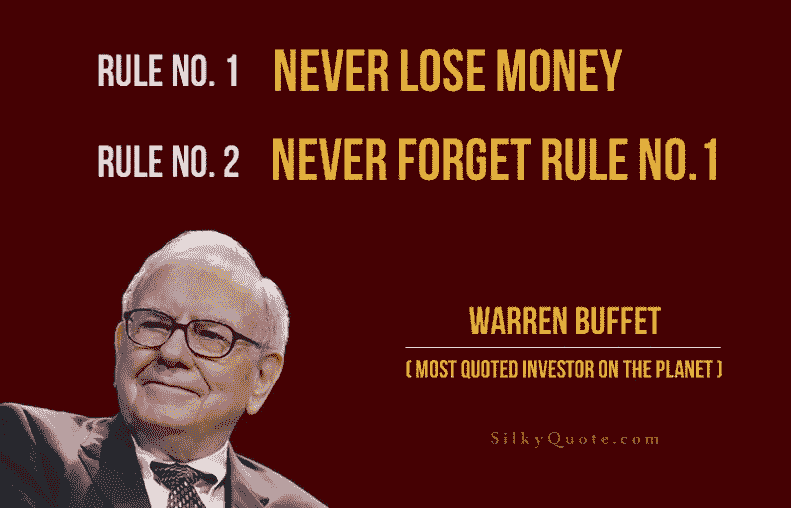 RULE NO. 1 NEVER LOSE MONEY
RULE NO. 2 NEVER FORGET RULE NO.1
WARREN BUFFET
( MOST QUOTED INVESTOR ON THE PLANET )
SilkyQuote.com